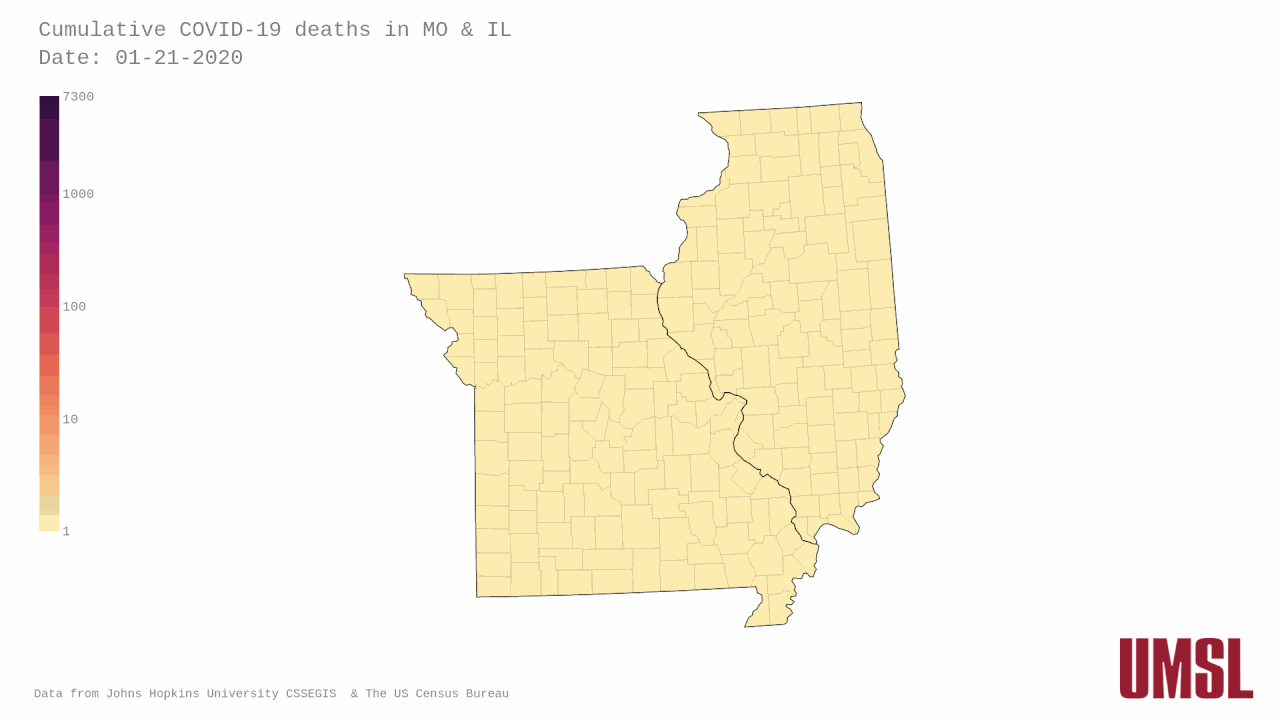 Cumulative COVID-19 deaths in MO & IL
Date: 01-21-2020
7300
1000
100
10
1
Data from Johns Hopkins University CSSEGIS  & The US Census Bureau
UMSL